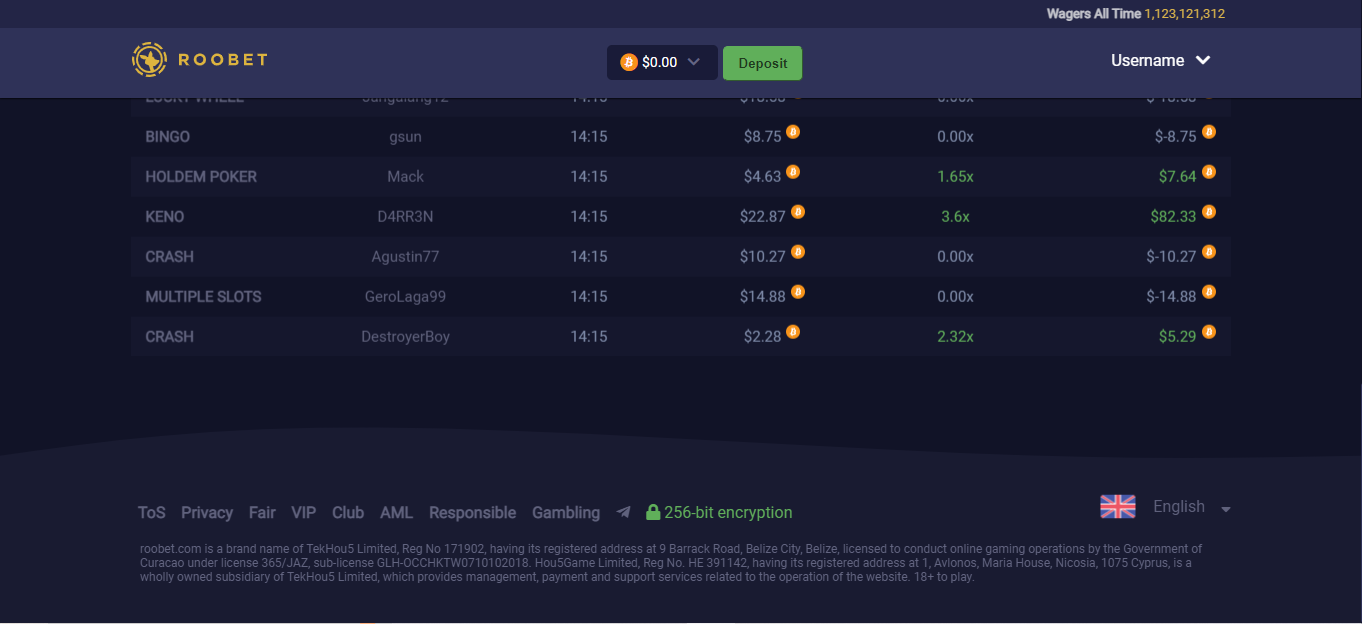 Wagers All Time 1,123,121,312
ROOBET $0.00 Deposit Username
BINGO gsun 14:15 $8.75 0.00x $-8.75
HOLDEM POKER Mack 14:15 $4.63 1.65x $7.64
KENO D4RR3N 14:15 $22.87 3.6x $82.33
CRASH Agustin77 14:15 $10.27 0.00x $-10.27
MULTIPLE SLOTS GeroLaga99 14:15 $14.88 0.00x $-14.88
CRASH DestroyerBoy 14:15 $2.28 2.32x $5.29
ToS Privacy Fair VIP Club AML Responsible Gambling 256-bit encryption English
roobet.com is a brand name of TekHou5 Limited, Reg No 171902, having its registered address at 9 Barrack Road, Belize City, Belize, licensed to conduct online gaming operations by the Government of
Curacao under license 365/JAZ, sub-license GLH-OCCHKTW0710102018. Hou5Game Limited, Reg No. HE 391142, having its registered address at 1, Avlonos, Maria House, Nicosia, 1075 Cyprus, is a
wholly owned subsidiary of TekHou5 Limited, which provides management, payment and support services related to the operation of the website. 18+ to play.